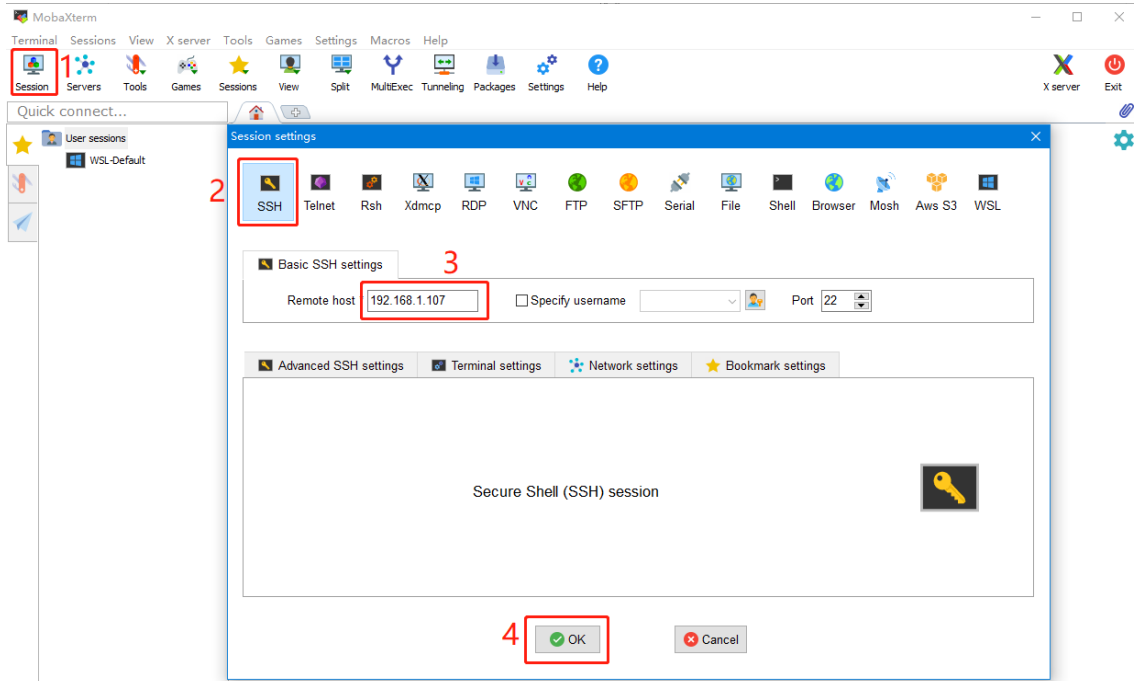 MobaXterm
Terminal Sessions View X server Tools Games Settings Macros Help
1
Session Servers Tools Games Sessions View Split MultiExec Tunneling Packages Settings Help X server Exit
Quick connect...
User sessions
WSL-Default
Session settings
2
SSH Telnet Rsh Xdmcp RDP VNC FTP SFTP Serial File Shell Browser Mosh Aws S3 WSL
Basic SSH settings
3
Remote host * 192.168.1.107 Specify username Port 22
Advanced SSH settings Terminal settings Network settings Bookmark settings
Secure Shell (SSH) session
4
OK Cancel